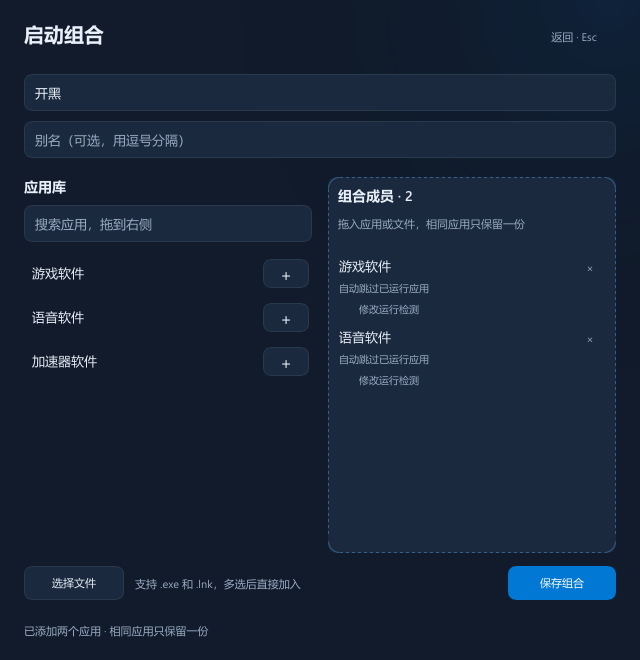 启动组合
返回 · Esc
开黑
别名（可选，用逗号分隔）
应用库
搜索应用，拖到右侧
游戏软件
+
语音软件
+
加速器软件
+
组合成员 · 2
拖入应用或文件，相同应用只保留一份
游戏软件
×
自动跳过已运行应用
修改运行检测
语音软件
×
自动跳过已运行应用
修改运行检测
选择文件
支持 .exe 和 .lnk，多选后直接加入
保存组合
已添加两个应用 · 相同应用只保留一份